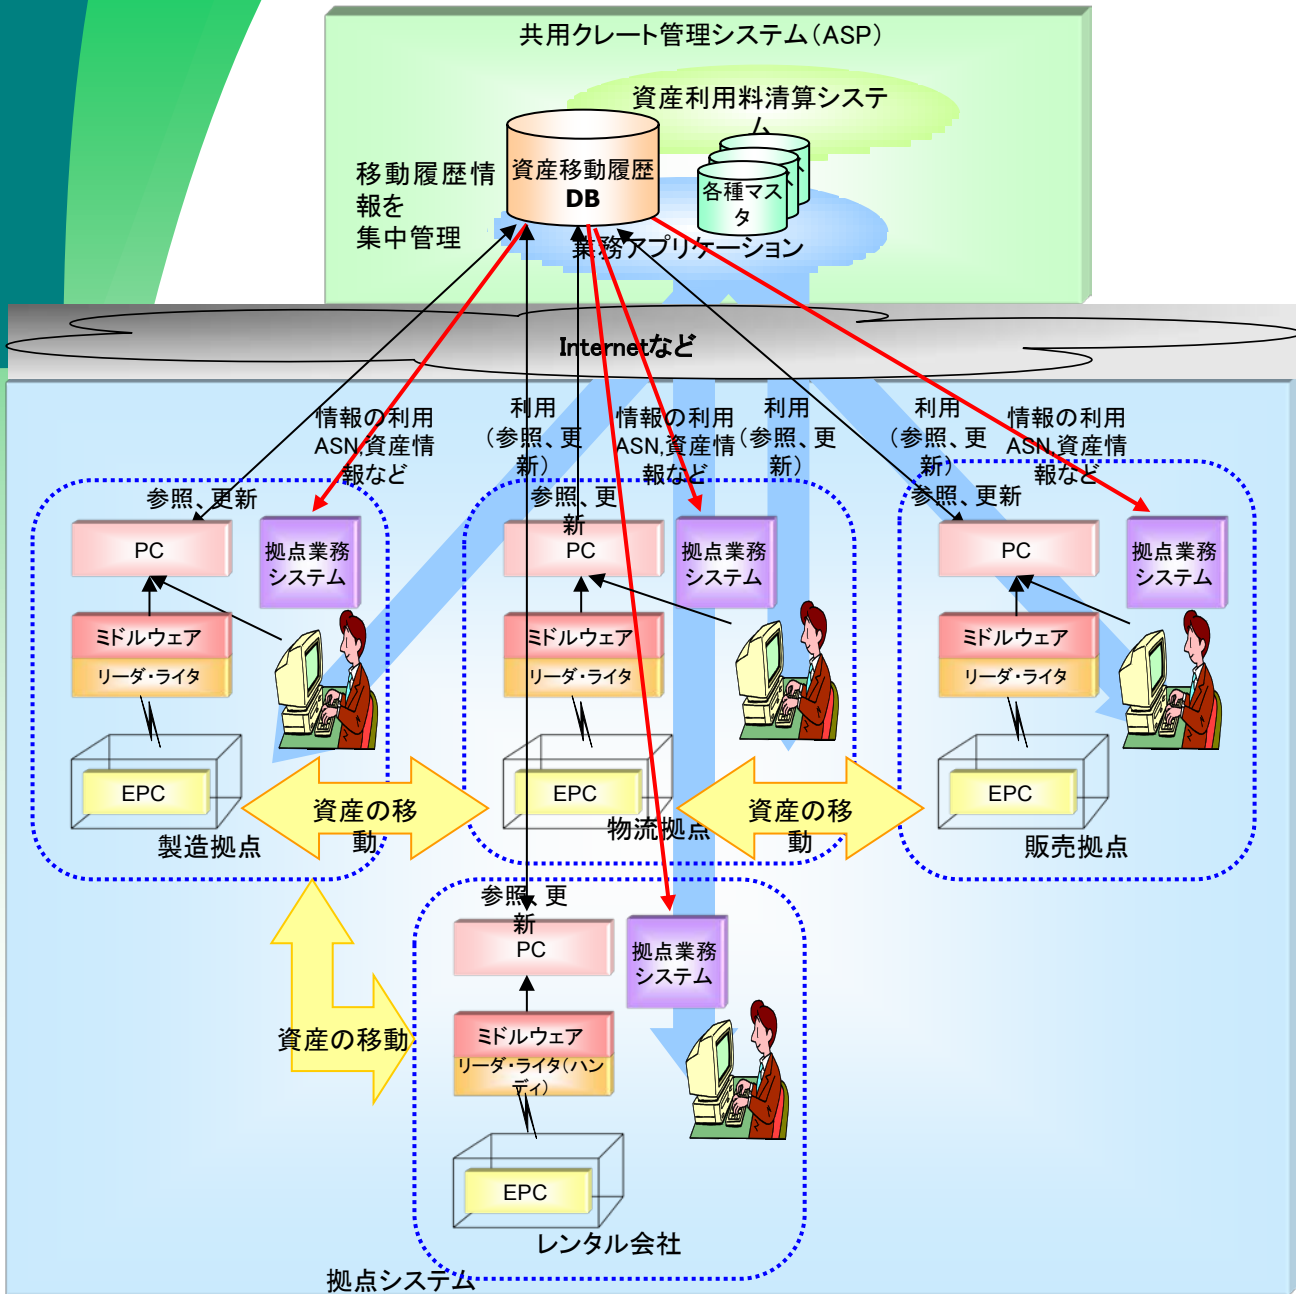 共用クレート管理システム（ASP）
資産利用料清算システ
ム
資産移動履歴
DB
各種マス
タ
ス
ス
移動履歴情
報を
集中管理
業務アプリケーション
Internetなど
情報の利用
ASN,資産情
報など
利用
（参照、更
新）
情報の利用
ASN,資産情
報など
利用
（参照、更
新）
利用
（参照、更
新）
情報の利用
ASN,資産情
報など
参照、更新
PC
拠点業務
システム
ミドルウェア
リーダ・ライタ
EPC
製造拠点
参照、更
新
PC
拠点業務
システム
ミドルウェア
リーダ・ライタ
EPC
物流拠点
参照、更新
PC
拠点業務
システム
ミドルウェア
リーダ・ライタ
EPC
販売拠点
資産の移
動
資産の移
動
資産の移動
参照、更
新
PC
拠点業務
システム
ミドルウェア
リーダ・ライタ（ハン
ディ）
EPC
レンタル会社
拠点システム